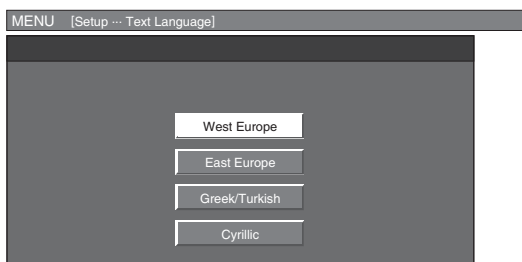 MENU [Setup ··· Text Language]
West Europe
East Europe
Greek/Turkish
Cyrillic